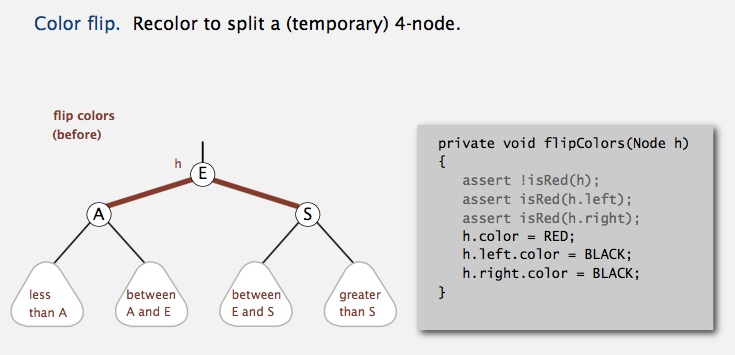 Color flip. Recolor to split a (temporary) 4-node.
flip colors
(before)
h
E
A
S
less
than A
between
A and E
between
E and S
greater
than S
private void flipColors(Node h)
{
assert !isRed(h);
assert isRed(h.left);
assert isRed(h.right);
h.color = RED;
h.left.color = BLACK;
h.right.color = BLACK;
}